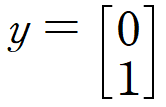 y = [0
1]